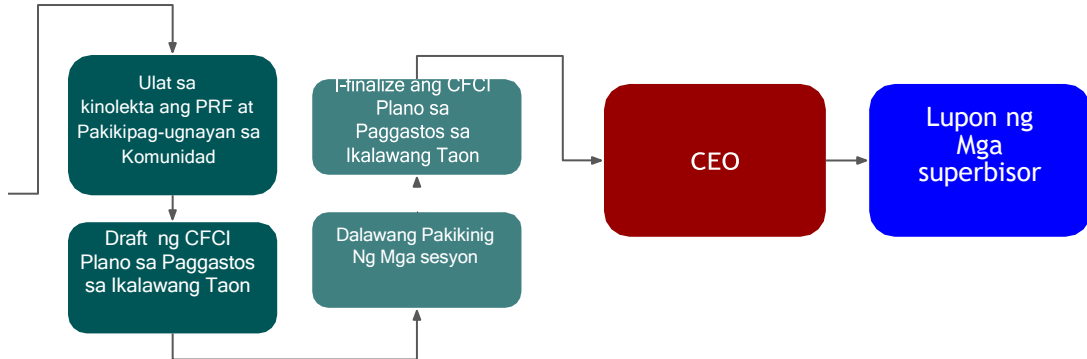 Ulat sa
kinolekta ang PRF at
Pakikipag-ugnayan sa
Komunidad
Draft ng CFCI
Plano sa Paggastos
sa Ikalawang Taon
Dalawang Pakikinig
Ng Mga sesyon
I-finalize ang CFCI
Plano sa
Paggastos sa
Ikalawang Taon
CEO
Lupon ng
Mga
superbisor